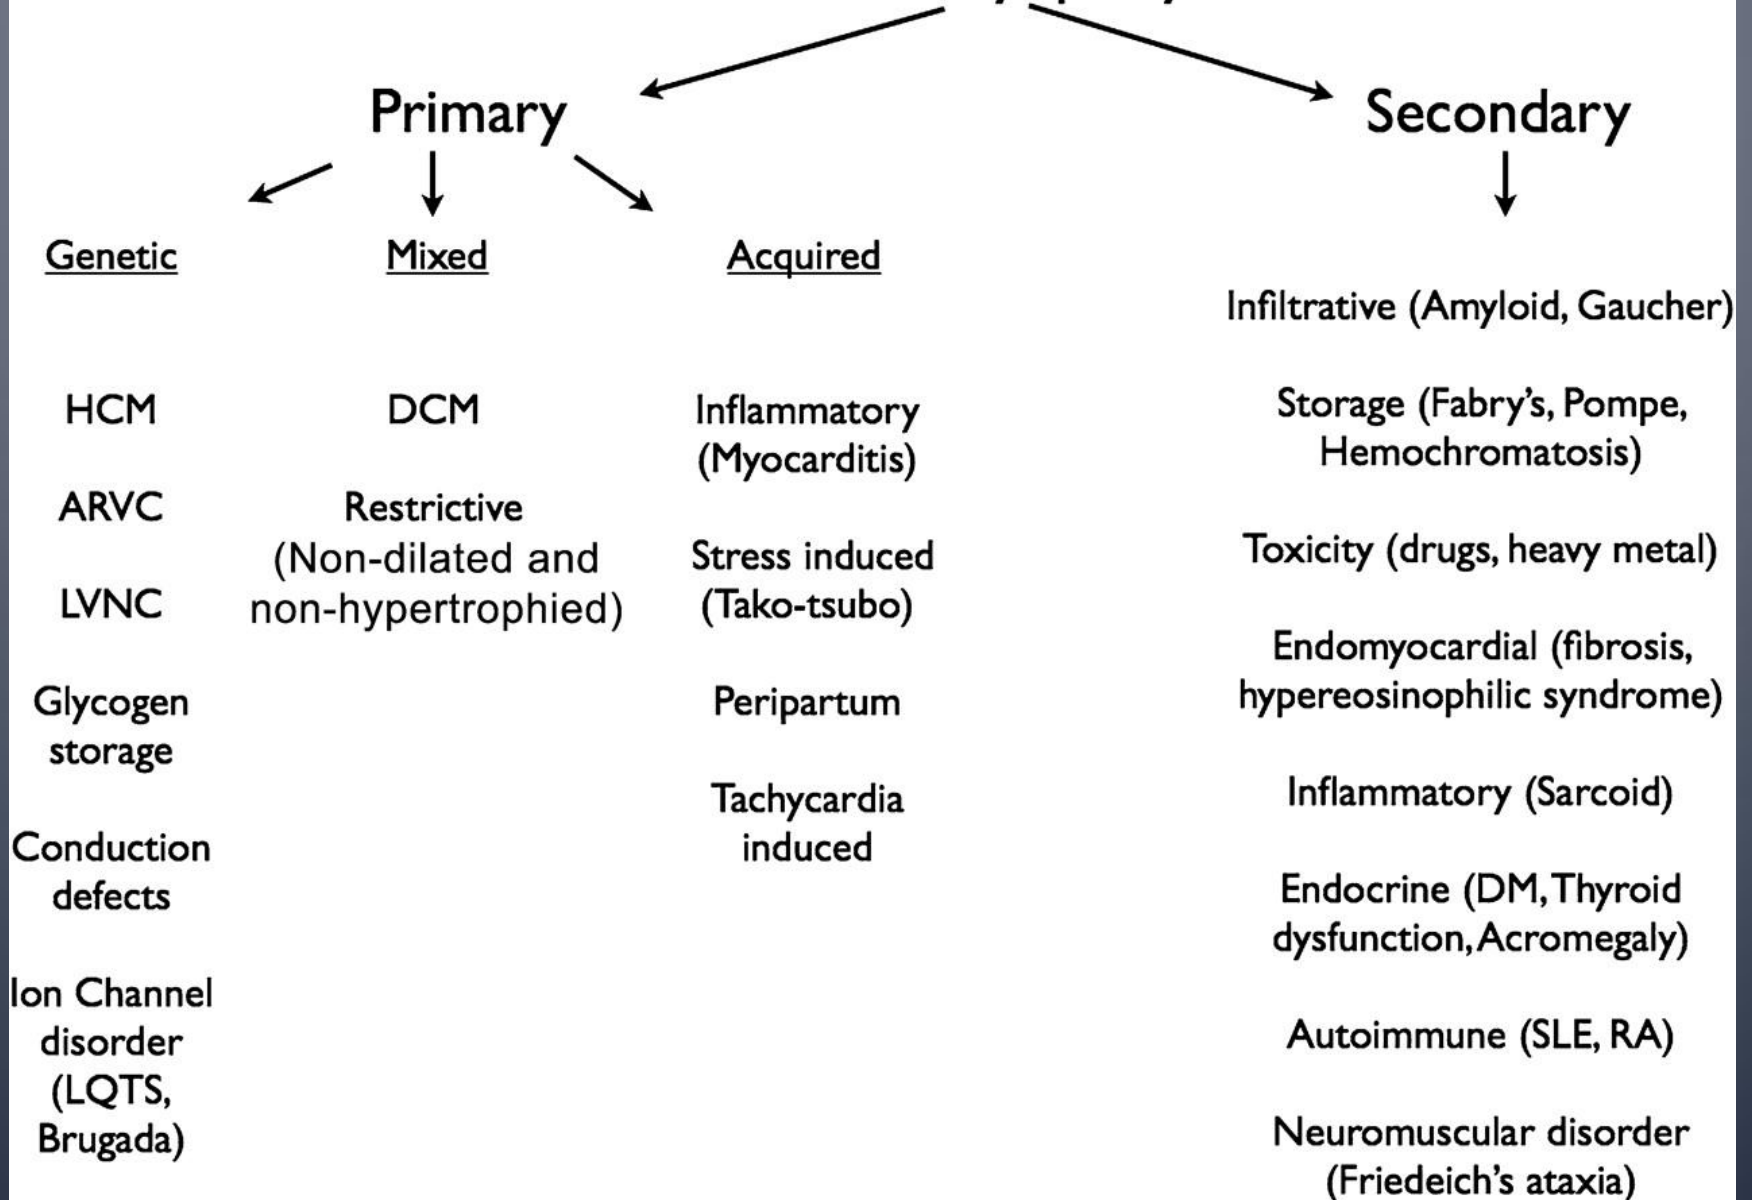 Primary
Secondary
Genetic
Mixed
Acquired
HCM
ARVC
LVNC
Glycogen
storage
Conduction
defects
Ion Channel
disorder
(LQTS,
Brugada)
DCM
Restrictive
(Non-dilated and
non-hypertrophied)
Inflammatory
(Myocarditis)
Stress induced
(Tako-tsubo)
Peripartum
Tachycardia
induced
Infiltrative (Amyloid, Gaucher)
Storage (Fabry's, Pompe,
Hemochromatosis)
Toxicity (drugs, heavy metal)
Endomyocardial (fibrosis,
hypereosinophilic syndrome)
Inflammatory (Sarcoid)
Endocrine (DM, Thyroid
dysfunction, Acromegaly)
Autoimmune (SLE, RA)
Neuromuscular disorder
(Friedeich's ataxia)